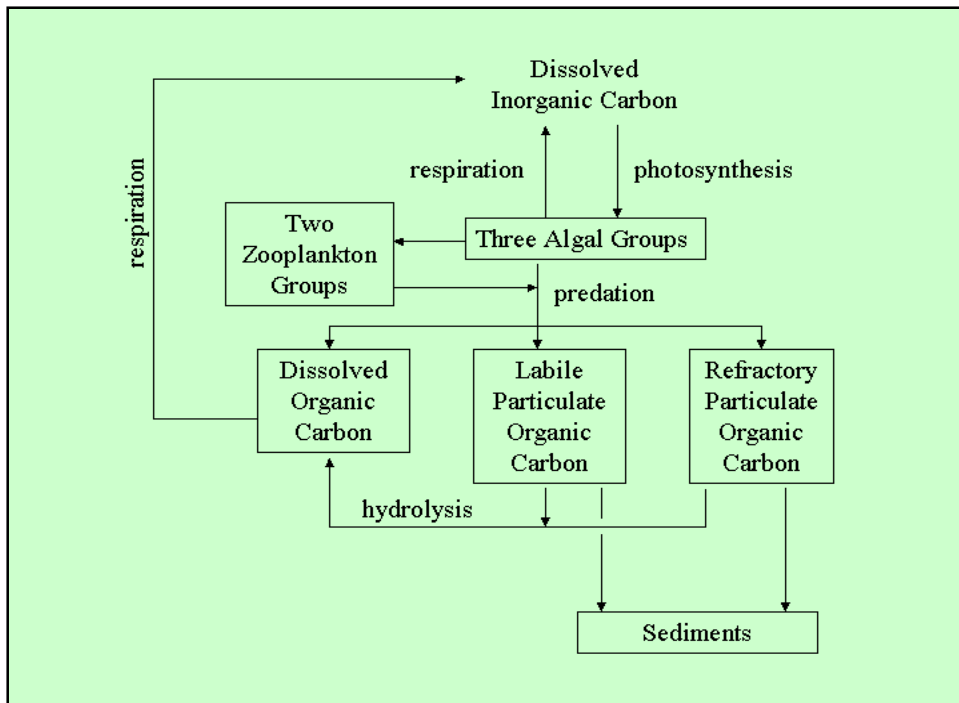 Dissolved
Inorganic Carbon
respiration
respiration
photosynthesis
Two
Zooplankton
Groups
Three Algal Groups
predation
Dissolved
Organic
Carbon
Labile
Particulate
Organic
Carbon
Refractory
Particulate
Organic
Carbon
hydrolysis
Sediments